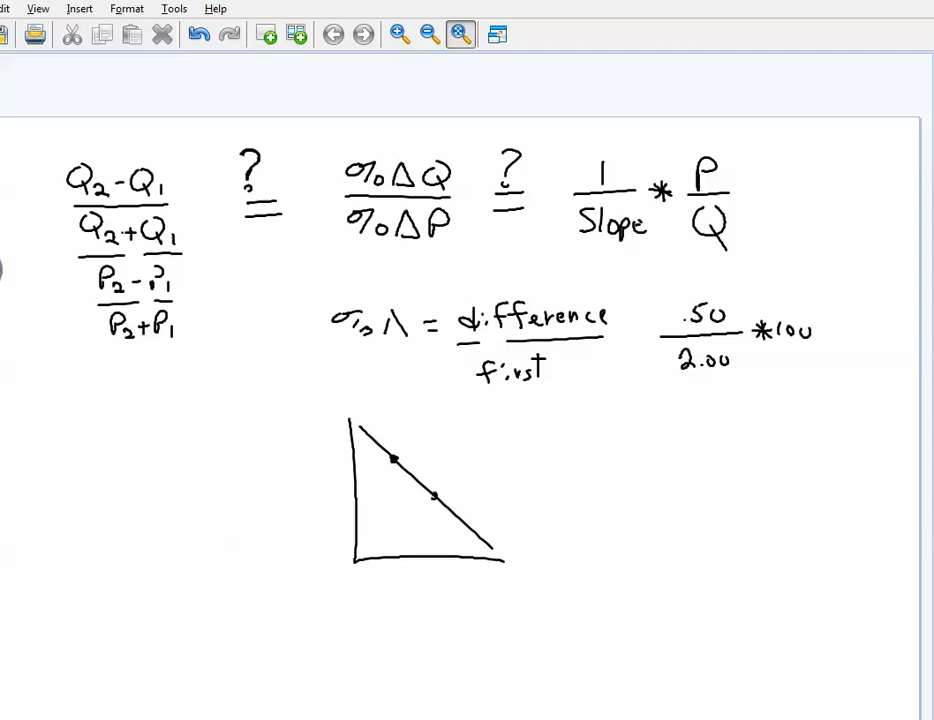 dit View Insert Format Tools Help
Q2-Q1 ? = %ΔQ ? = 1 * P
Q2+Q1 %ΔP Slope Q
P2-P1
P2+P1
%Δ = difference .50 *100
first 2.00